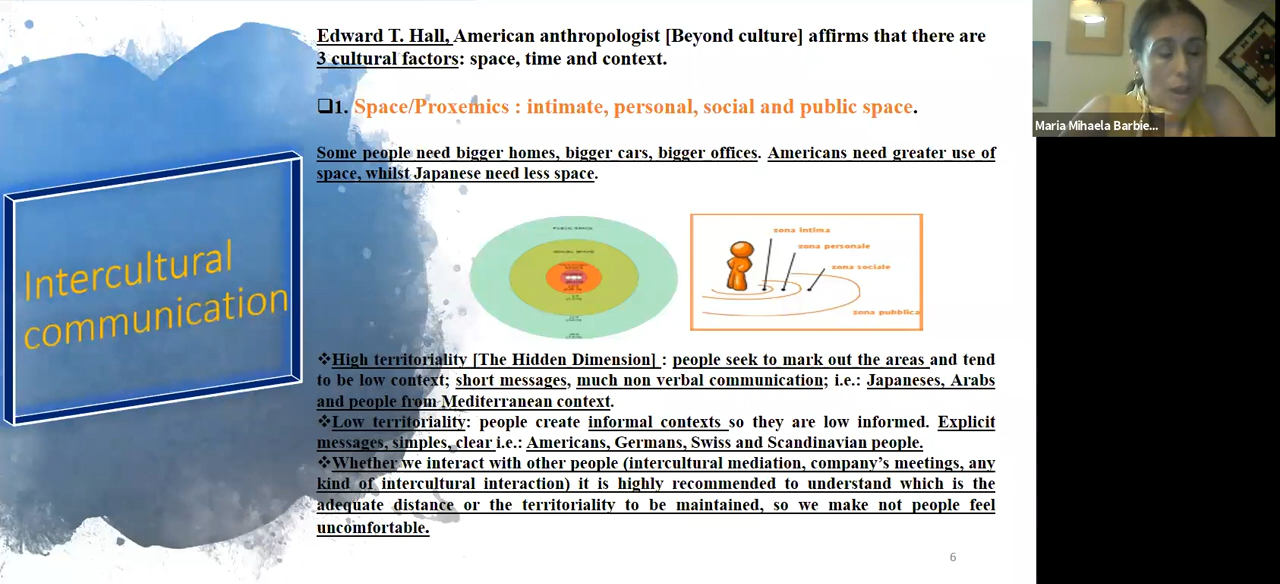 Edward T. Hall, American anthropologist [Beyond culture] affirms that there are
3 cultural factors: space, time and context.
❑1. Space/Proxemics : intimate, personal, social and public space.
Some people need bigger homes, bigger cars, bigger offices. Americans need greater use of
space, whilst Japanese need less space.
Intercultural
communication
PUBLIC SPACE
SOCIAL SPACE
zona intima
zona personale
zona sociale
zona pubblica
❖High territoriality [The Hidden Dimension] : people seek to mark out the areas and tend
to be low context; short messages, much non verbal communication; i.e.: Japaneses, Arabs
and people from Mediterranean context.
❖Low territoriality: people create informal contexts so they are low informed. Explicit
messages, simples, clear i.e.: Americans, Germans, Swiss and Scandinavian people.
❖Whether we interact with other people (intercultural mediation, company's meetings, any
kind of intercultural interaction) it is highly recommended to understand which is the
adequate distance or the territoriality to be maintained, so we make not people feel
uncomfortable.
6
Maria Mihaela Barbie...